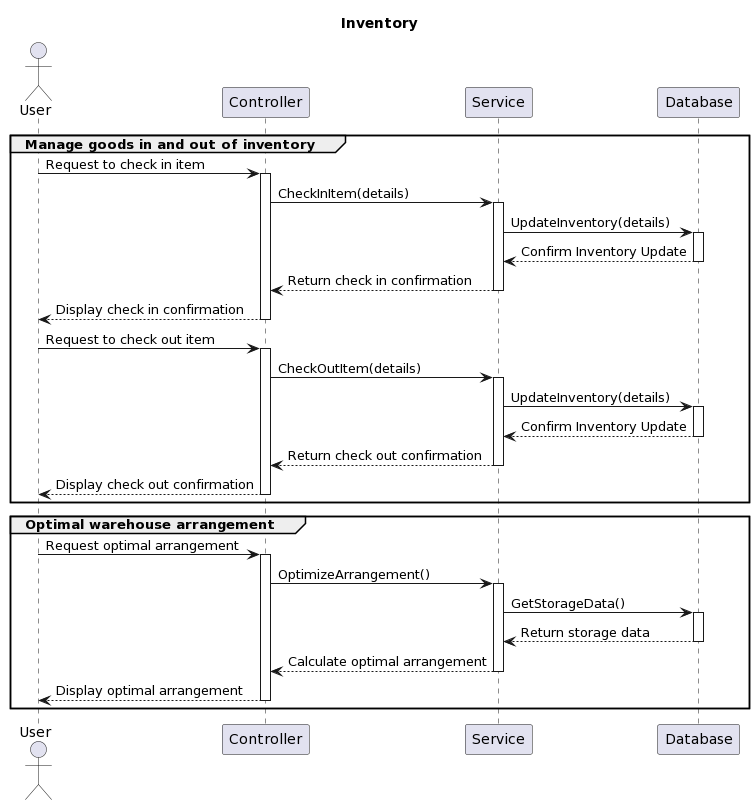 Inventory
User
Controller
Service
Database
Manage goods in and out of inventory
Request to check in item
CheckInItem(details)
UpdateInventory(details)
Confirm Inventory Update
Return check in confirmation
Display check in confirmation
Request to check out item
CheckOutItem(details)
UpdateInventory(details)
Confirm Inventory Update
Return check out confirmation
Display check out confirmation
Optimal warehouse arrangement
Request optimal arrangement
OptimizeArrangement()
GetStorageData()
Return storage data
Calculate optimal arrangement
Display optimal arrangement
User
Controller
Service
Database